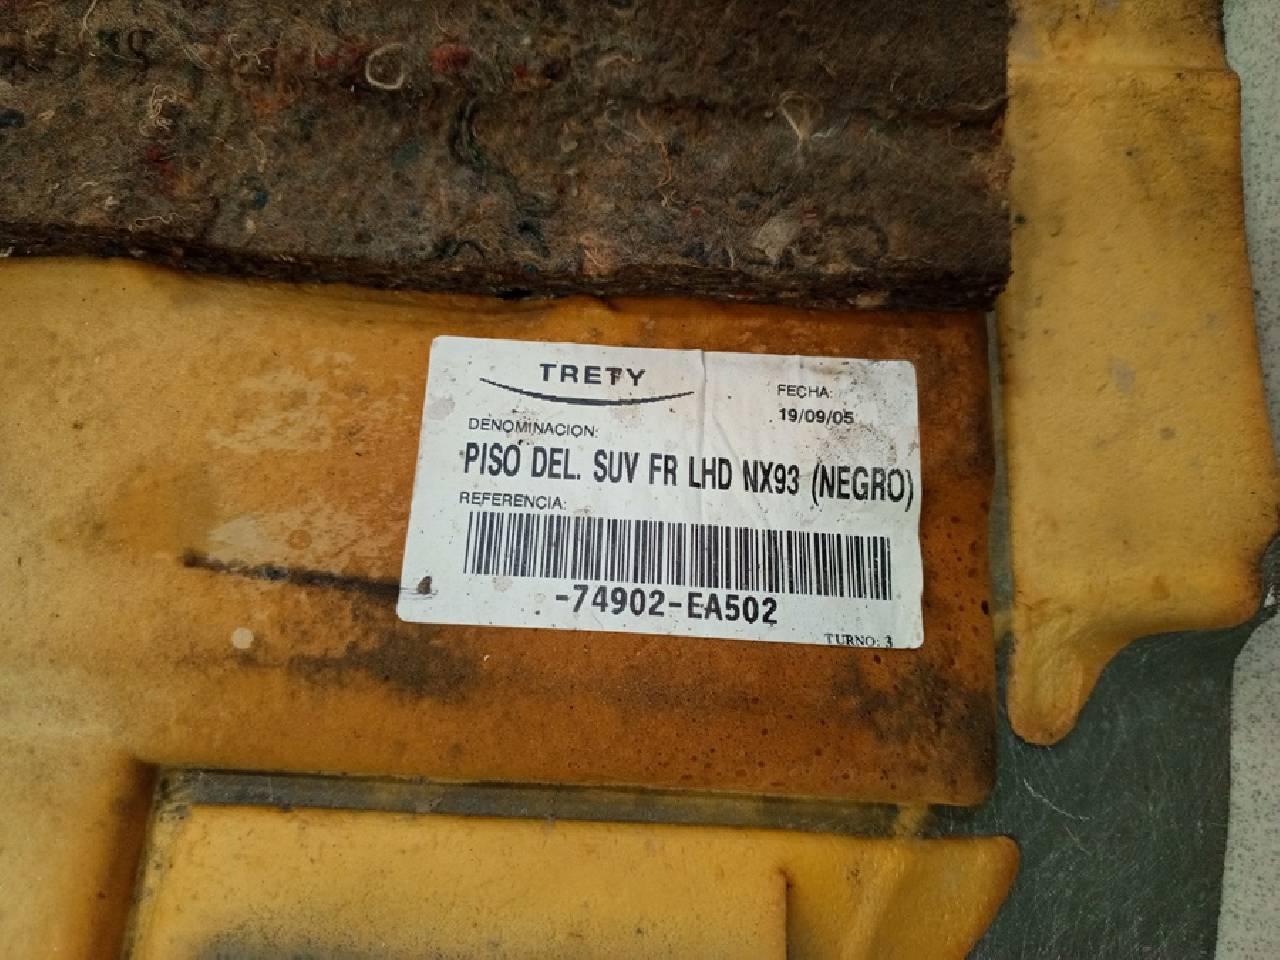 TRETY
FECHA:
19/09/05
DENOMINACION:
PISO DEL. SUV FR LHD NX93 (NEGRO)
REFERENCIA:
-74902-EA502
TURNO: 3